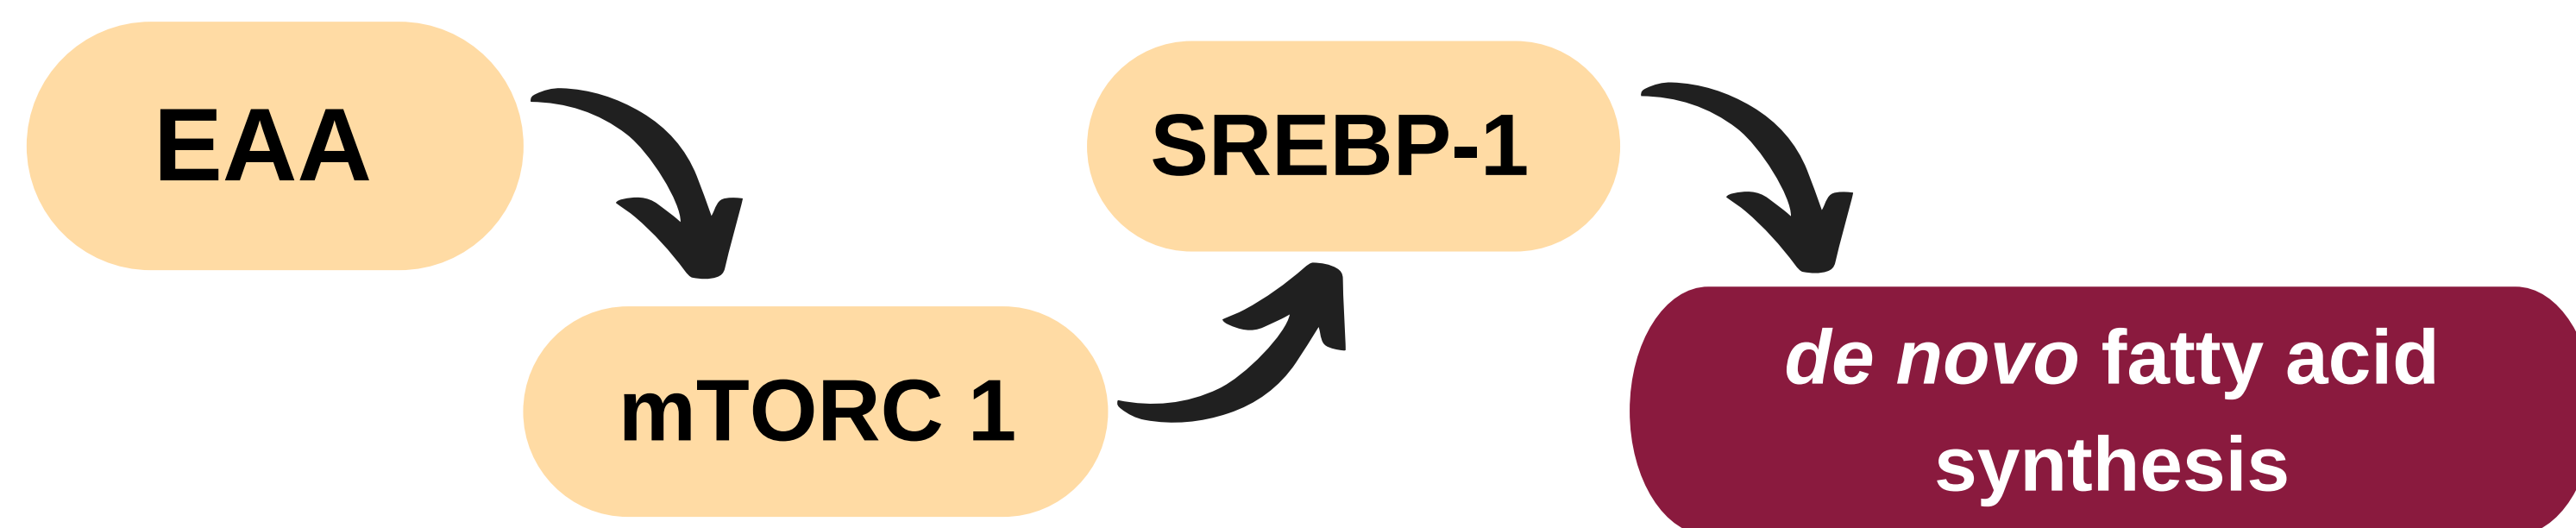 EAA
mTORC 1
SREBP-1
de novo fatty acid
synthesis